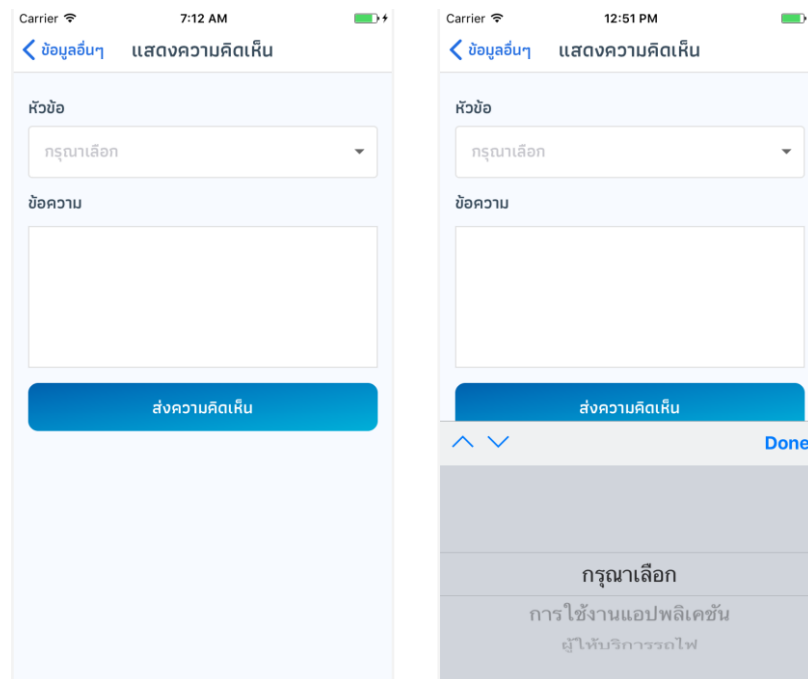 Carrier 7:12 AM
ข้อมูลอื่นๆ แสดงความคิดเห็น
หัวข้อ
กรุณาเลือก
ข้อความ
ส่งความคิดเห็น
Carrier 12:51 PM
ข้อมูลอื่นๆ แสดงความคิดเห็น
หัวข้อ
กรุณาเลือก
ข้อความ
ส่งความคิดเห็น
Done
กรุณาเลือก
การใช้งานแอปพลิเคชัน
ผู้ให้บริการรถไฟ